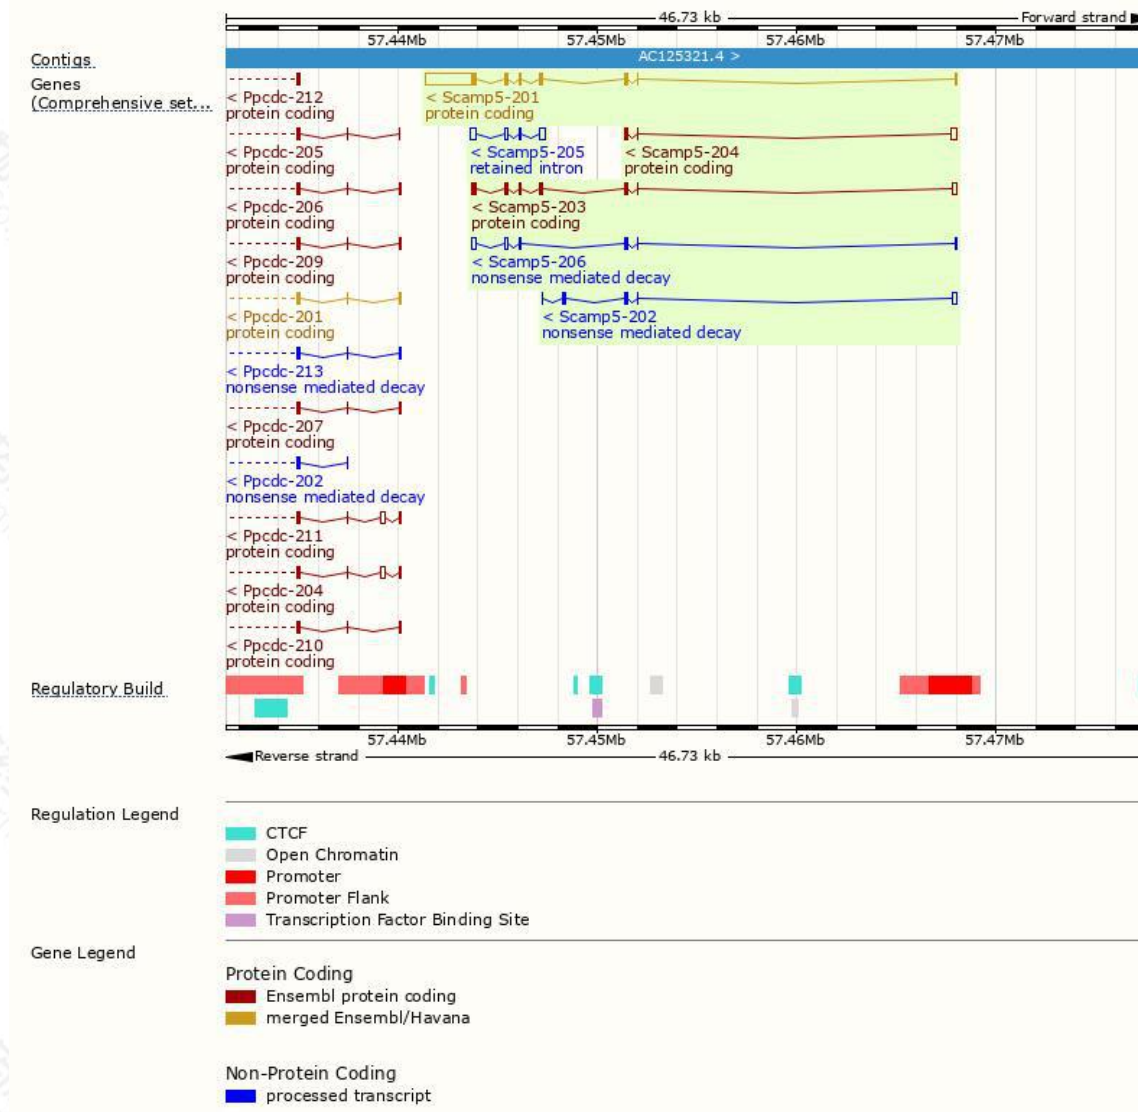 46.73 kb Forward strand
57.44Mb 57.45Mb 57.46Mb 57.47Mb
Contigs AC125321.4 >
Genes
(Comprehensive set...
< Ppcdc-212 < Scamp5-201
protein coding protein coding
< Ppcdc-205 < Scamp5-205 < Scamp5-204
protein coding retained intron protein coding
< Ppcdc-206 < Scamp5-203
protein coding protein coding
< Ppcdc-209 < Scamp5-206
protein coding nonsense mediated decay
< Ppcdc-201 < Scamp5-202
protein coding nonsense mediated decay
< Ppcdc-213
nonsense mediated decay
< Ppcdc-207
protein coding
< Ppcdc-202
nonsense mediated decay
< Ppcdc-211
protein coding
< Ppcdc-204
protein coding
< Ppcdc-210
protein coding
Regulatory Build
57.44Mb 57.45Mb 57.46Mb 57.47Mb
Reverse strand 46.73 kb
Regulation Legend
CTCF
Open Chromatin
Promoter
Promoter Flank
Transcription Factor Binding Site
Gene Legend
Protein Coding
Ensembl protein coding
merged Ensembl/Havana
Non-Protein Coding
processed transcript